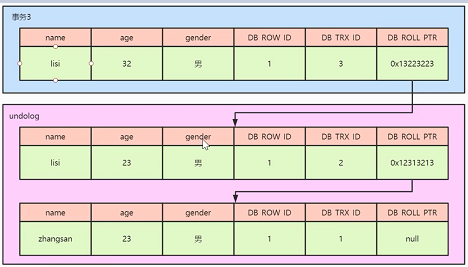 事务3
name age gender DB ROW ID DB TRX ID DB ROLL PTR
lisi 32 男 1 3 0x13223223
undolog
name age gender DB ROW ID DB TRX ID DB ROLL PTR
lisi 23 男 1 2 0x12313213
name age gender DB ROW ID DB TRX ID DB ROLL PTR
zhangsan 23 男 1 1 null